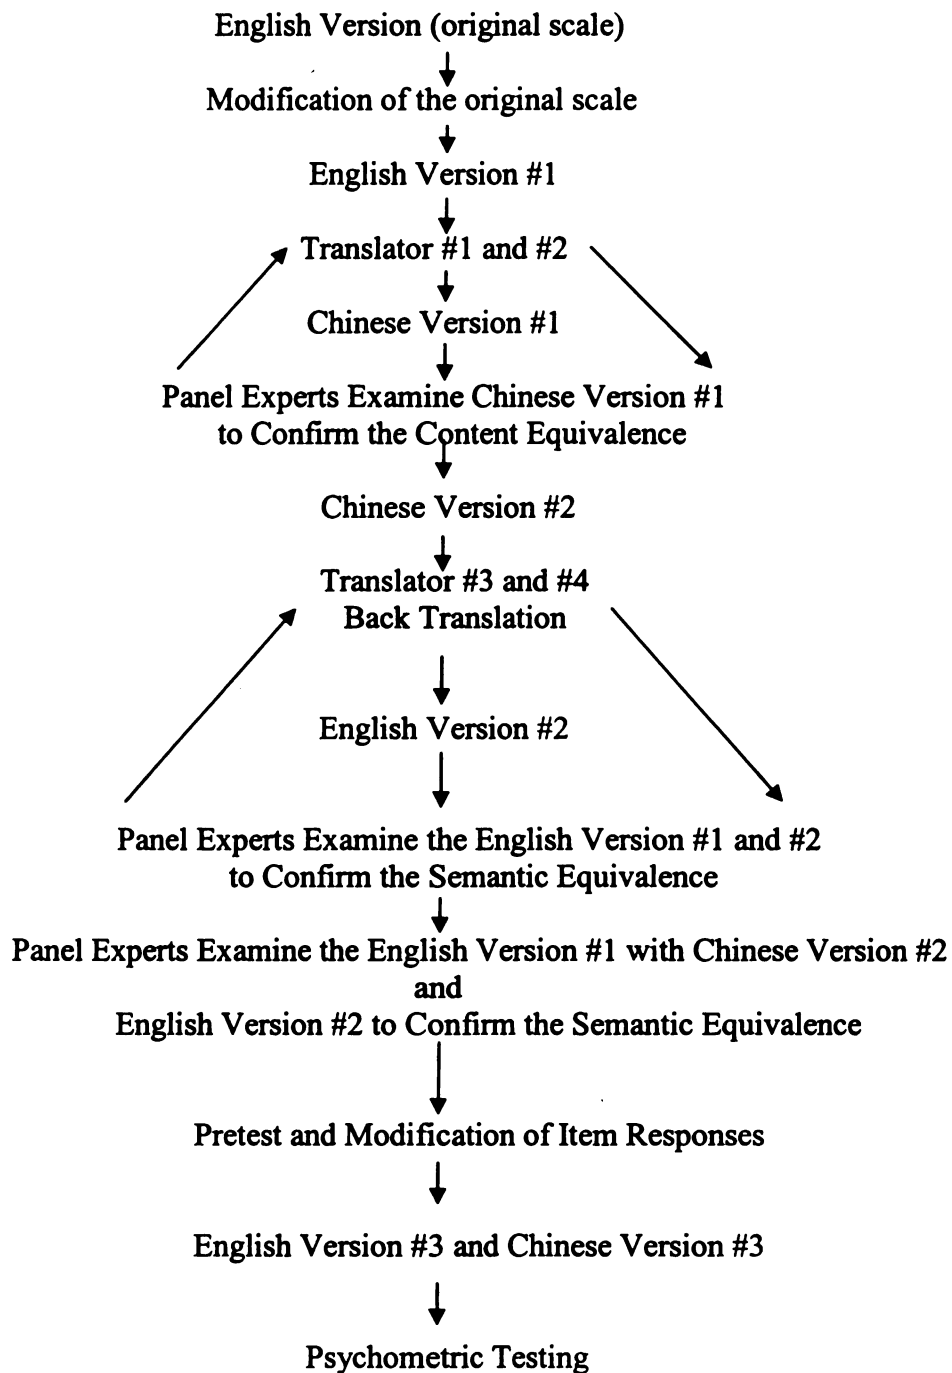 English Version (original scale)
Modification of the original scale
English Version #1
Translator #1 and #2
Chinese Version #1
Panel Experts Examine Chinese Version #1
to Confirm the Content Equivalence
Chinese Version #2
Translator #3 and #4
Back Translation
English Version #2
Panel Experts Examine the English Version #1 and #2
to Confirm the Semantic Equivalence
Panel Experts Examine the English Version #1 with Chinese Version #2
and
English Version #2 to Confirm the Semantic Equivalence
Pretest and Modification of Item Responses
English Version #3 and Chinese Version #3
Psychometric Testing